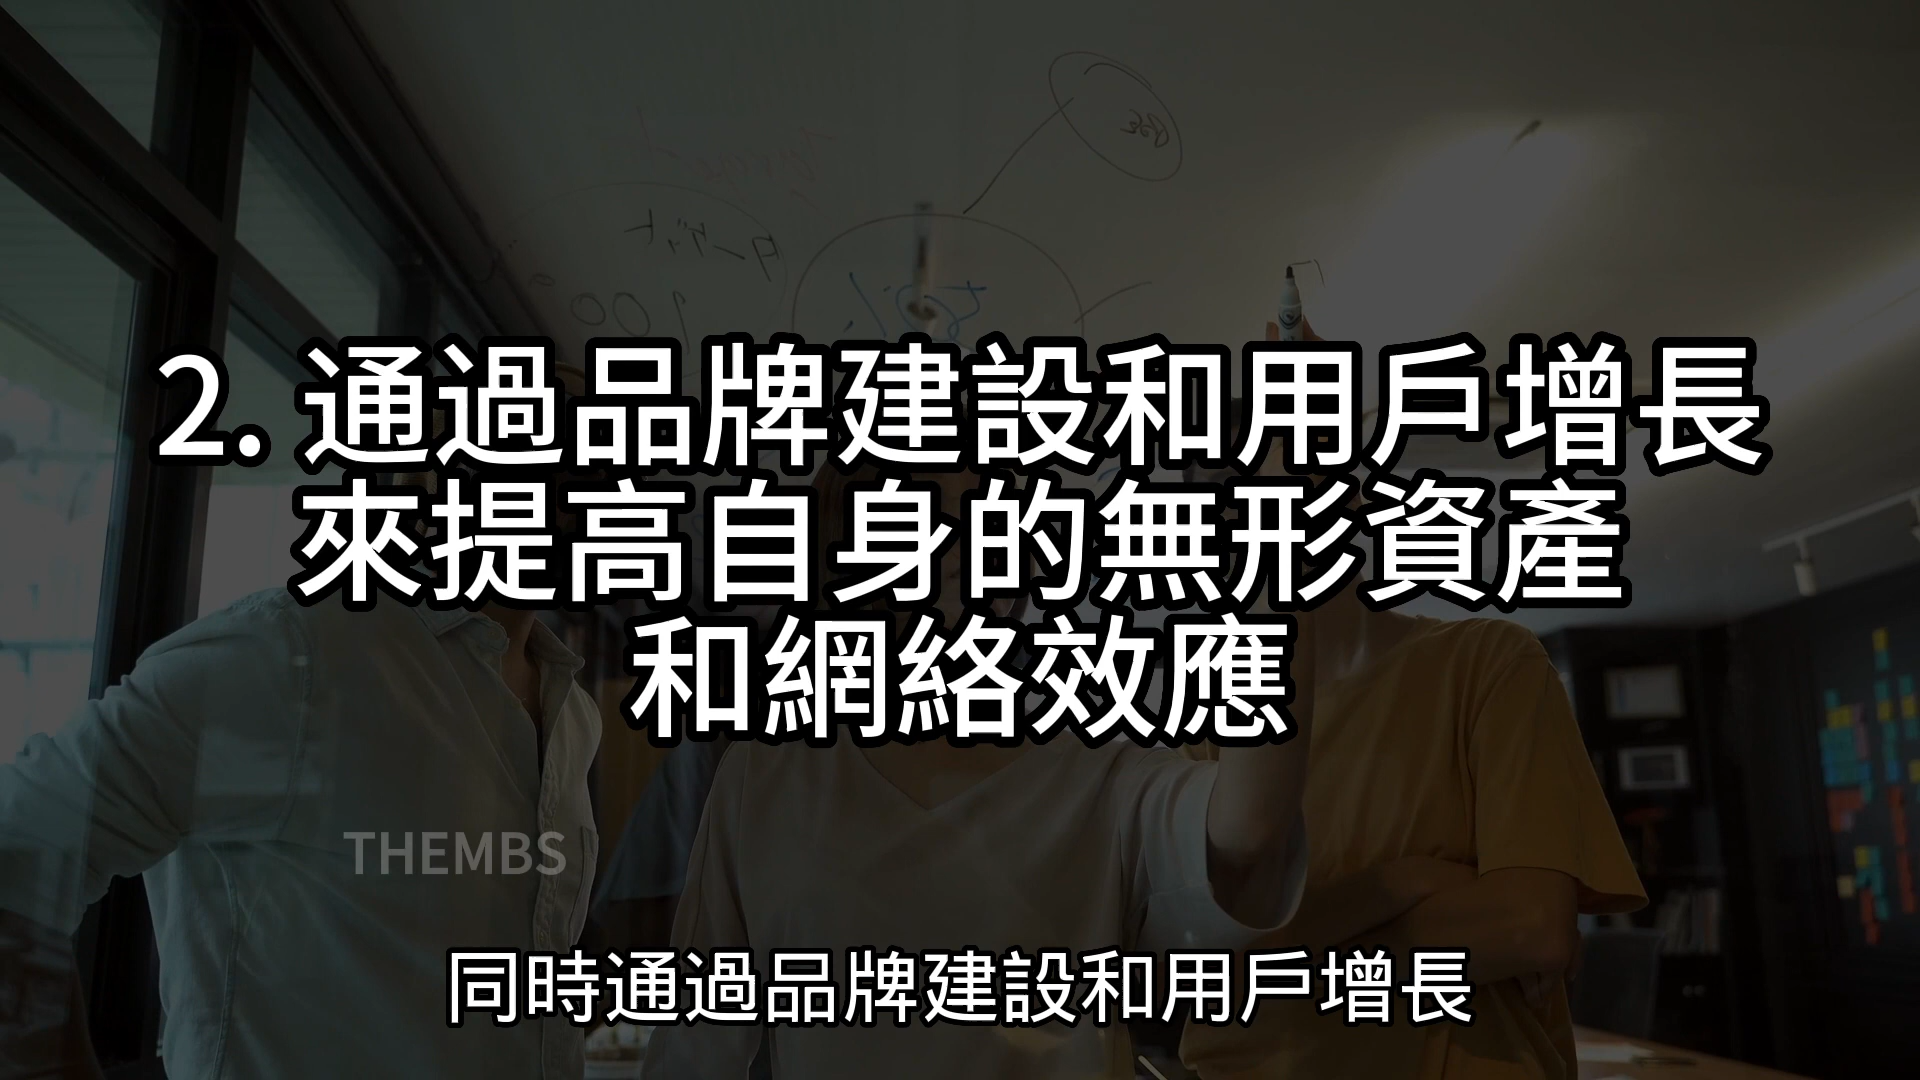 2. 通過品牌建設和用戶增長
來提高自身的無形資產
和網絡效應
THEMBS
同時通過品牌建設和用戶增長